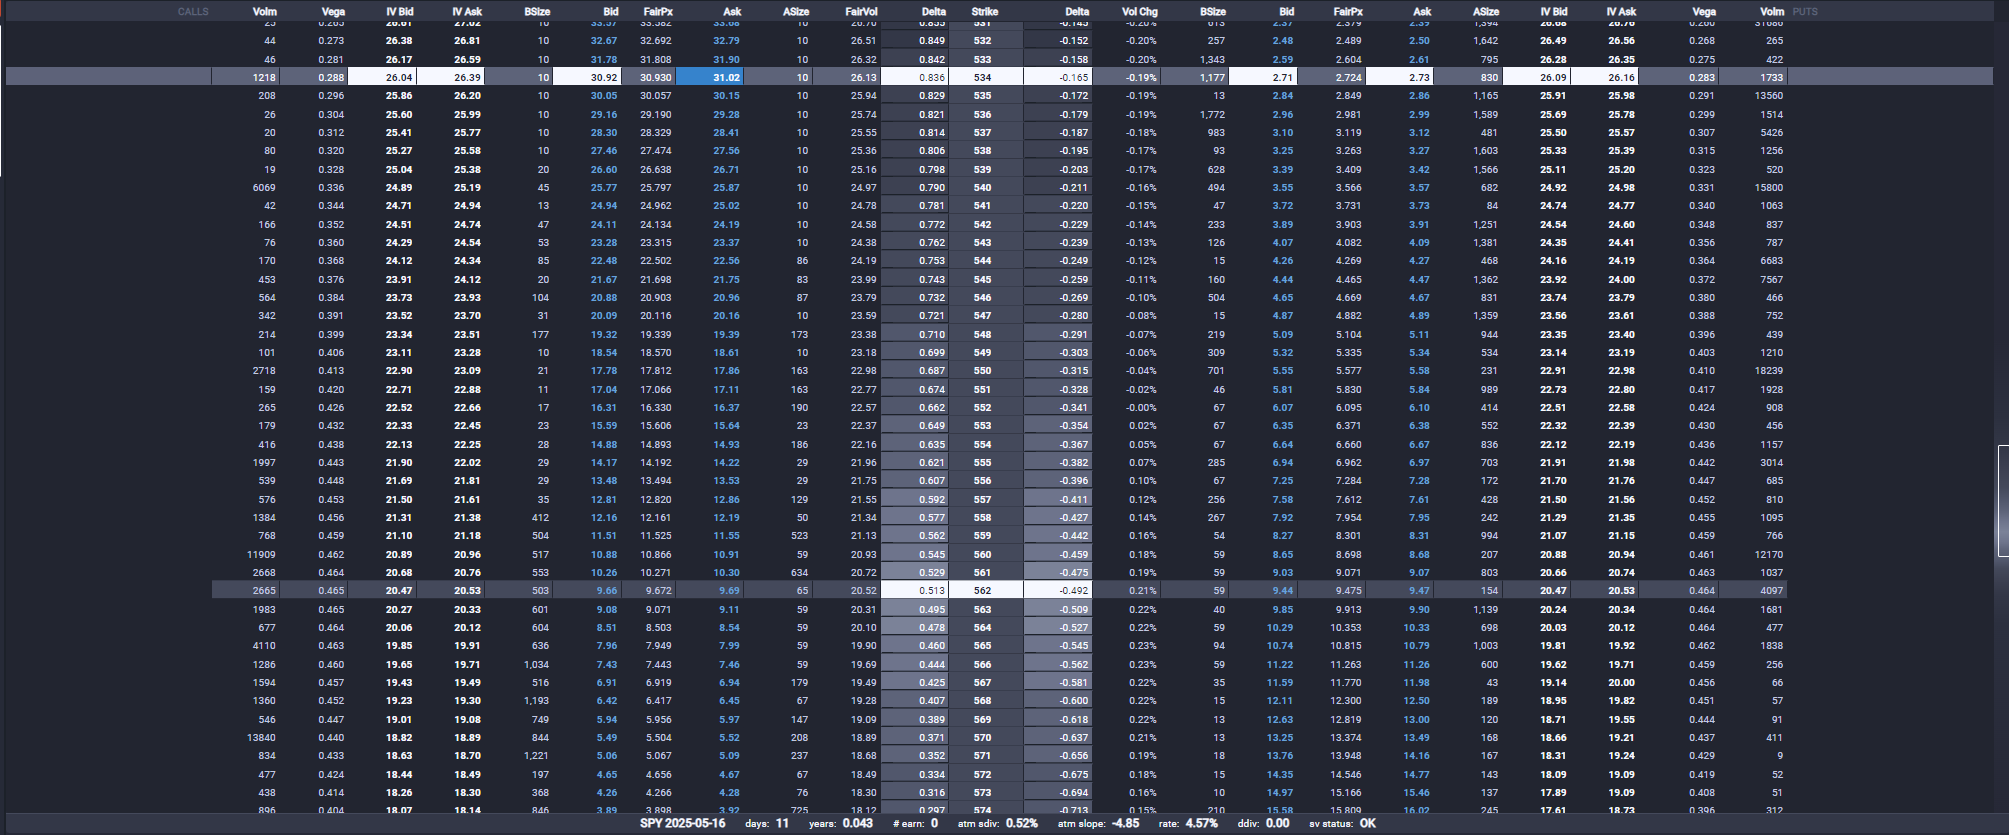 CALLS Volm Vega IV Bid IV Ask BSize Bid FairPx Ask ASize FairVol Delta Strike Delta Vol Chg BSize Bid FairPx Ask ASize IV Bid IV Ask Vega Volm PUTS
44 0.273 26.38 26.81 10 32.67 32.692 32.79 10 26.51 0.849 532 -0.152 -0.20% 257 2.48 2.489 2.50 1,642 26.49 26.56 0.268 265
46 0.281 26.17 26.59 10 31.78 31.808 31.90 10 26.32 0.842 533 -0.158 -0.20% 1,343 2.59 2.604 2.61 795 26.28 26.35 0.275 422
1218 0.288 26.04 26.39 10 30.92 30.930 31.02 10 26.13 0.836 534 -0.165 -0.19% 1,177 2.71 2.724 2.73 830 26.09 26.16 0.283 1733
208 0.296 25.86 26.20 10 30.05 30.057 30.15 10 25.94 0.829 535 -0.172 -0.19% 13 2.84 2.849 2.86 1,165 25.91 25.98 0.291 13560
26 0.304 25.60 25.99 10 29.16 29.190 29.28 10 25.74 0.821 536 -0.179 -0.19% 1,772 2.96 2.981 2.99 1,589 25.69 25.78 0.299 1514
20 0.312 25.41 25.77 10 28.30 28.329 28.41 10 25.55 0.814 537 -0.187 -0.18% 983 3.10 3.119 3.12 481 25.50 25.57 0.307 5426
80 0.320 25.27 25.58 10 27.46 27.474 27.56 10 25.36 0.806 538 -0.195 -0.17% 93 3.25 3.263 3.27 1,603 25.33 25.39 0.315 1256
19 0.328 25.04 25.38 20 26.60 26.638 26.71 10 25.16 0.798 539 -0.203 -0.17% 628 3.39 3.409 3.42 1,566 25.11 25.20 0.323 520
6069 0.336 24.89 25.19 45 25.77 25.797 25.87 10 24.97 0.790 540 -0.211 -0.16% 494 3.55 3.566 3.57 682 24.92 24.98 0.331 15800
42 0.344 24.71 24.94 13 24.94 24.962 25.02 10 24.78 0.781 541 -0.220 -0.15% 47 3.72 3.731 3.73 84 24.74 24.77 0.340 1063
166 0.352 24.51 24.74 47 24.11 24.134 24.19 10 24.58 0.772 542 -0.229 -0.14% 233 3.89 3.903 3.91 1,251 24.54 24.60 0.348 837
76 0.360 24.29 24.54 53 23.28 23.315 23.37 10 24.38 0.762 543 -0.239 -0.13% 126 4.07 4.082 4.09 1,381 24.35 24.41 0.356 787
170 0.368 24.12 24.34 85 22.48 22.502 22.56 86 24.19 0.753 544 -0.249 -0.12% 15 4.26 4.269 4.27 468 24.16 24.19 0.364 6683
453 0.376 23.91 24.12 20 21.67 21.698 21.75 83 23.99 0.743 545 -0.259 -0.11% 160 4.44 4.465 4.47 1,362 23.92 24.00 0.372 7567
564 0.384 23.73 23.93 104 20.88 20.903 20.96 87 23.79 0.732 546 -0.269 -0.10% 504 4.65 4.669 4.67 831 23.74 23.79 0.380 466
342 0.391 23.52 23.70 31 20.09 20.116 20.16 10 23.59 0.721 547 -0.280 -0.08% 15 4.87 4.882 4.89 1,359 23.56 23.61 0.388 752
214 0.399 23.34 23.51 177 19.32 19.339 19.39 173 23.38 0.710 548 -0.291 -0.07% 219 5.09 5.104 5.11 944 23.35 23.40 0.396 439
101 0.406 23.11 23.28 10 18.54 18.570 18.61 10 23.18 0.699 549 -0.303 -0.06% 309 5.32 5.335 5.34 534 23.14 23.19 0.403 1210
2718 0.413 22.90 23.09 21 17.78 17.812 17.86 163 22.98 0.687 550 -0.315 -0.04% 701 5.55 5.577 5.58 231 22.91 22.98 0.410 18239
159 0.420 22.71 22.88 11 17.04 17.066 17.11 163 22.77 0.674 551 -0.328 -0.02% 46 5.81 5.830 5.84 989 22.73 22.80 0.417 1928
265 0.426 22.52 22.66 17 16.31 16.330 16.37 190 22.57 0.662 552 -0.341 -0.00% 67 6.07 6.095 6.10 414 22.51 22.58 0.424 908
179 0.432 22.33 22.45 23 15.59 15.606 15.64 23 22.37 0.649 553 -0.354 0.02% 67 6.35 6.371 6.38 552 22.32 22.39 0.430 456
416 0.438 22.13 22.25 28 14.88 14.893 14.93 186 22.16 0.635 554 -0.367 0.05% 67 6.64 6.660 6.67 836 22.12 22.19 0.436 1157
1997 0.443 21.90 22.02 29 14.17 14.192 14.22 29 21.96 0.621 555 -0.382 0.07% 285 6.94 6.962 6.97 703 21.91 21.98 0.442 3014
539 0.448 21.69 21.81 29 13.48 13.494 13.53 29 21.75 0.607 556 -0.396 0.10% 67 7.25 7.284 7.28 172 21.70 21.76 0.447 685
576 0.453 21.50 21.61 35 12.81 12.820 12.86 129 21.55 0.592 557 -0.411 0.12% 256 7.58 7.612 7.61 428 21.50 21.56 0.452 810
1384 0.456 21.31 21.38 412 12.16 12.161 12.19 50 21.34 0.577 558 -0.427 0.14% 267 7.92 7.954 7.95 242 21.29 21.35 0.455 1095
768 0.459 21.10 21.18 504 11.51 11.525 11.55 523 21.13 0.562 559 -0.442 0.16% 54 8.27 8.301 8.31 994 21.07 21.15 0.459 766
11909 0.462 20.89 20.96 517 10.88 10.866 10.91 59 20.93 0.545 560 -0.459 0.18% 59 8.65 8.698 8.68 207 20.88 20.94 0.461 12170
2668 0.464 20.68 20.76 553 10.26 10.271 10.30 634 20.72 0.529 561 -0.475 0.19% 59 9.03 9.071 9.07 803 20.66 20.74 0.463 1037
2665 0.465 20.47 20.53 503 9.66 9.672 9.69 65 20.52 0.513 562 -0.492 0.21% 59 9.44 9.475 9.47 154 20.47 20.53 0.464 4097
1983 0.465 20.27 20.33 601 9.08 9.071 9.11 59 20.31 0.495 563 -0.509 0.22% 40 9.85 9.913 9.90 1,139 20.24 20.34 0.464 1681
677 0.464 20.06 20.12 604 8.51 8.503 8.54 59 20.10 0.478 564 -0.527 0.22% 59 10.29 10.353 10.33 698 20.03 20.12 0.464 477
4110 0.463 19.85 19.91 636 7.96 7.949 7.99 59 19.90 0.460 565 -0.545 0.23% 94 10.74 10.815 10.79 1,003 19.81 19.92 0.462 1838
1286 0.460 19.65 19.71 1,034 7.43 7.443 7.46 59 19.69 0.444 566 -0.562 0.23% 59 11.22 11.263 11.26 600 19.62 19.71 0.459 256
1594 0.457 19.43 19.49 516 6.91 6.919 6.94 179 19.49 0.425 567 -0.581 0.22% 35 11.59 11.770 11.98 43 19.14 20.00 0.456 66
1360 0.452 19.23 19.30 1,193 6.42 6.417 6.45 67 19.28 0.407 568 -0.600 0.22% 15 12.11 12.300 12.50 189 18.95 19.82 0.451 57
546 0.447 19.01 19.08 749 5.94 5.956 5.97 147 19.09 0.389 569 -0.618 0.22% 13 12.63 12.819 13.00 120 18.71 19.55 0.444 91
13840 0.440 18.82 18.89 844 5.49 5.504 5.52 208 18.89 0.371 570 -0.637 0.21% 13 13.25 13.374 13.49 168 18.66 19.21 0.437 411
834 0.433 18.63 18.70 1,221 5.06 5.067 5.09 237 18.68 0.352 571 -0.656 0.19% 18 13.76 13.948 14.16 167 18.31 19.24 0.429 9
477 0.424 18.44 18.49 197 4.65 4.656 4.67 67 18.49 0.334 572 -0.675 0.18% 15 14.35 14.546 14.77 143 18.09 19.09 0.419 52
438 0.414 18.26 18.30 368 4.26 4.266 4.28 76 18.30 0.316 573 -0.694 0.16% 10 14.97 15.166 15.46 137 17.89 19.09 0.408 51
896 0.404 18.07 18.14 846 3.89 3.898 3.92 725 18.12 0.297 574 -0.713 0.15% 210 15.58 15.809 16.02 245 17.61 18.73 0.396 312
SPY 2025-05-16 days: 11 years: 0.043 # earn: 0 atm sdiv: 0.52% atm slope: -4.85 rate: 4.57% ddiv: 0.00 sv status: OK